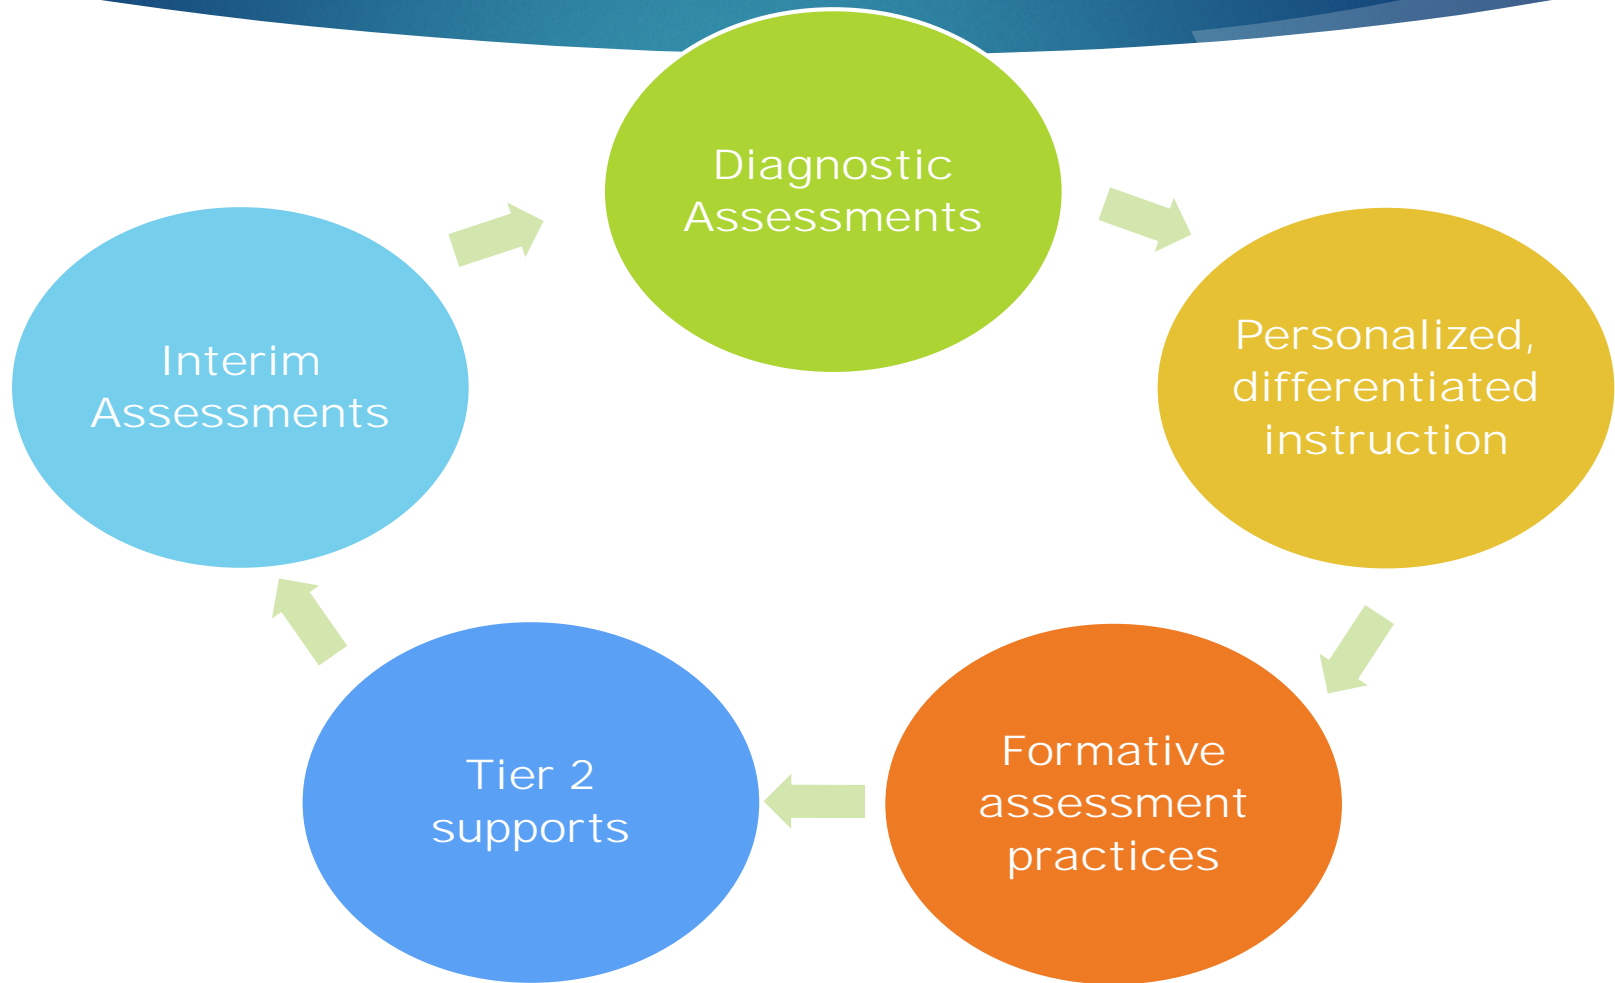 Diagnostic
Assessments
Personalized,
differentiated
instruction
Formative
assessment
practices
Tier 2
supports
Interim
Assessments